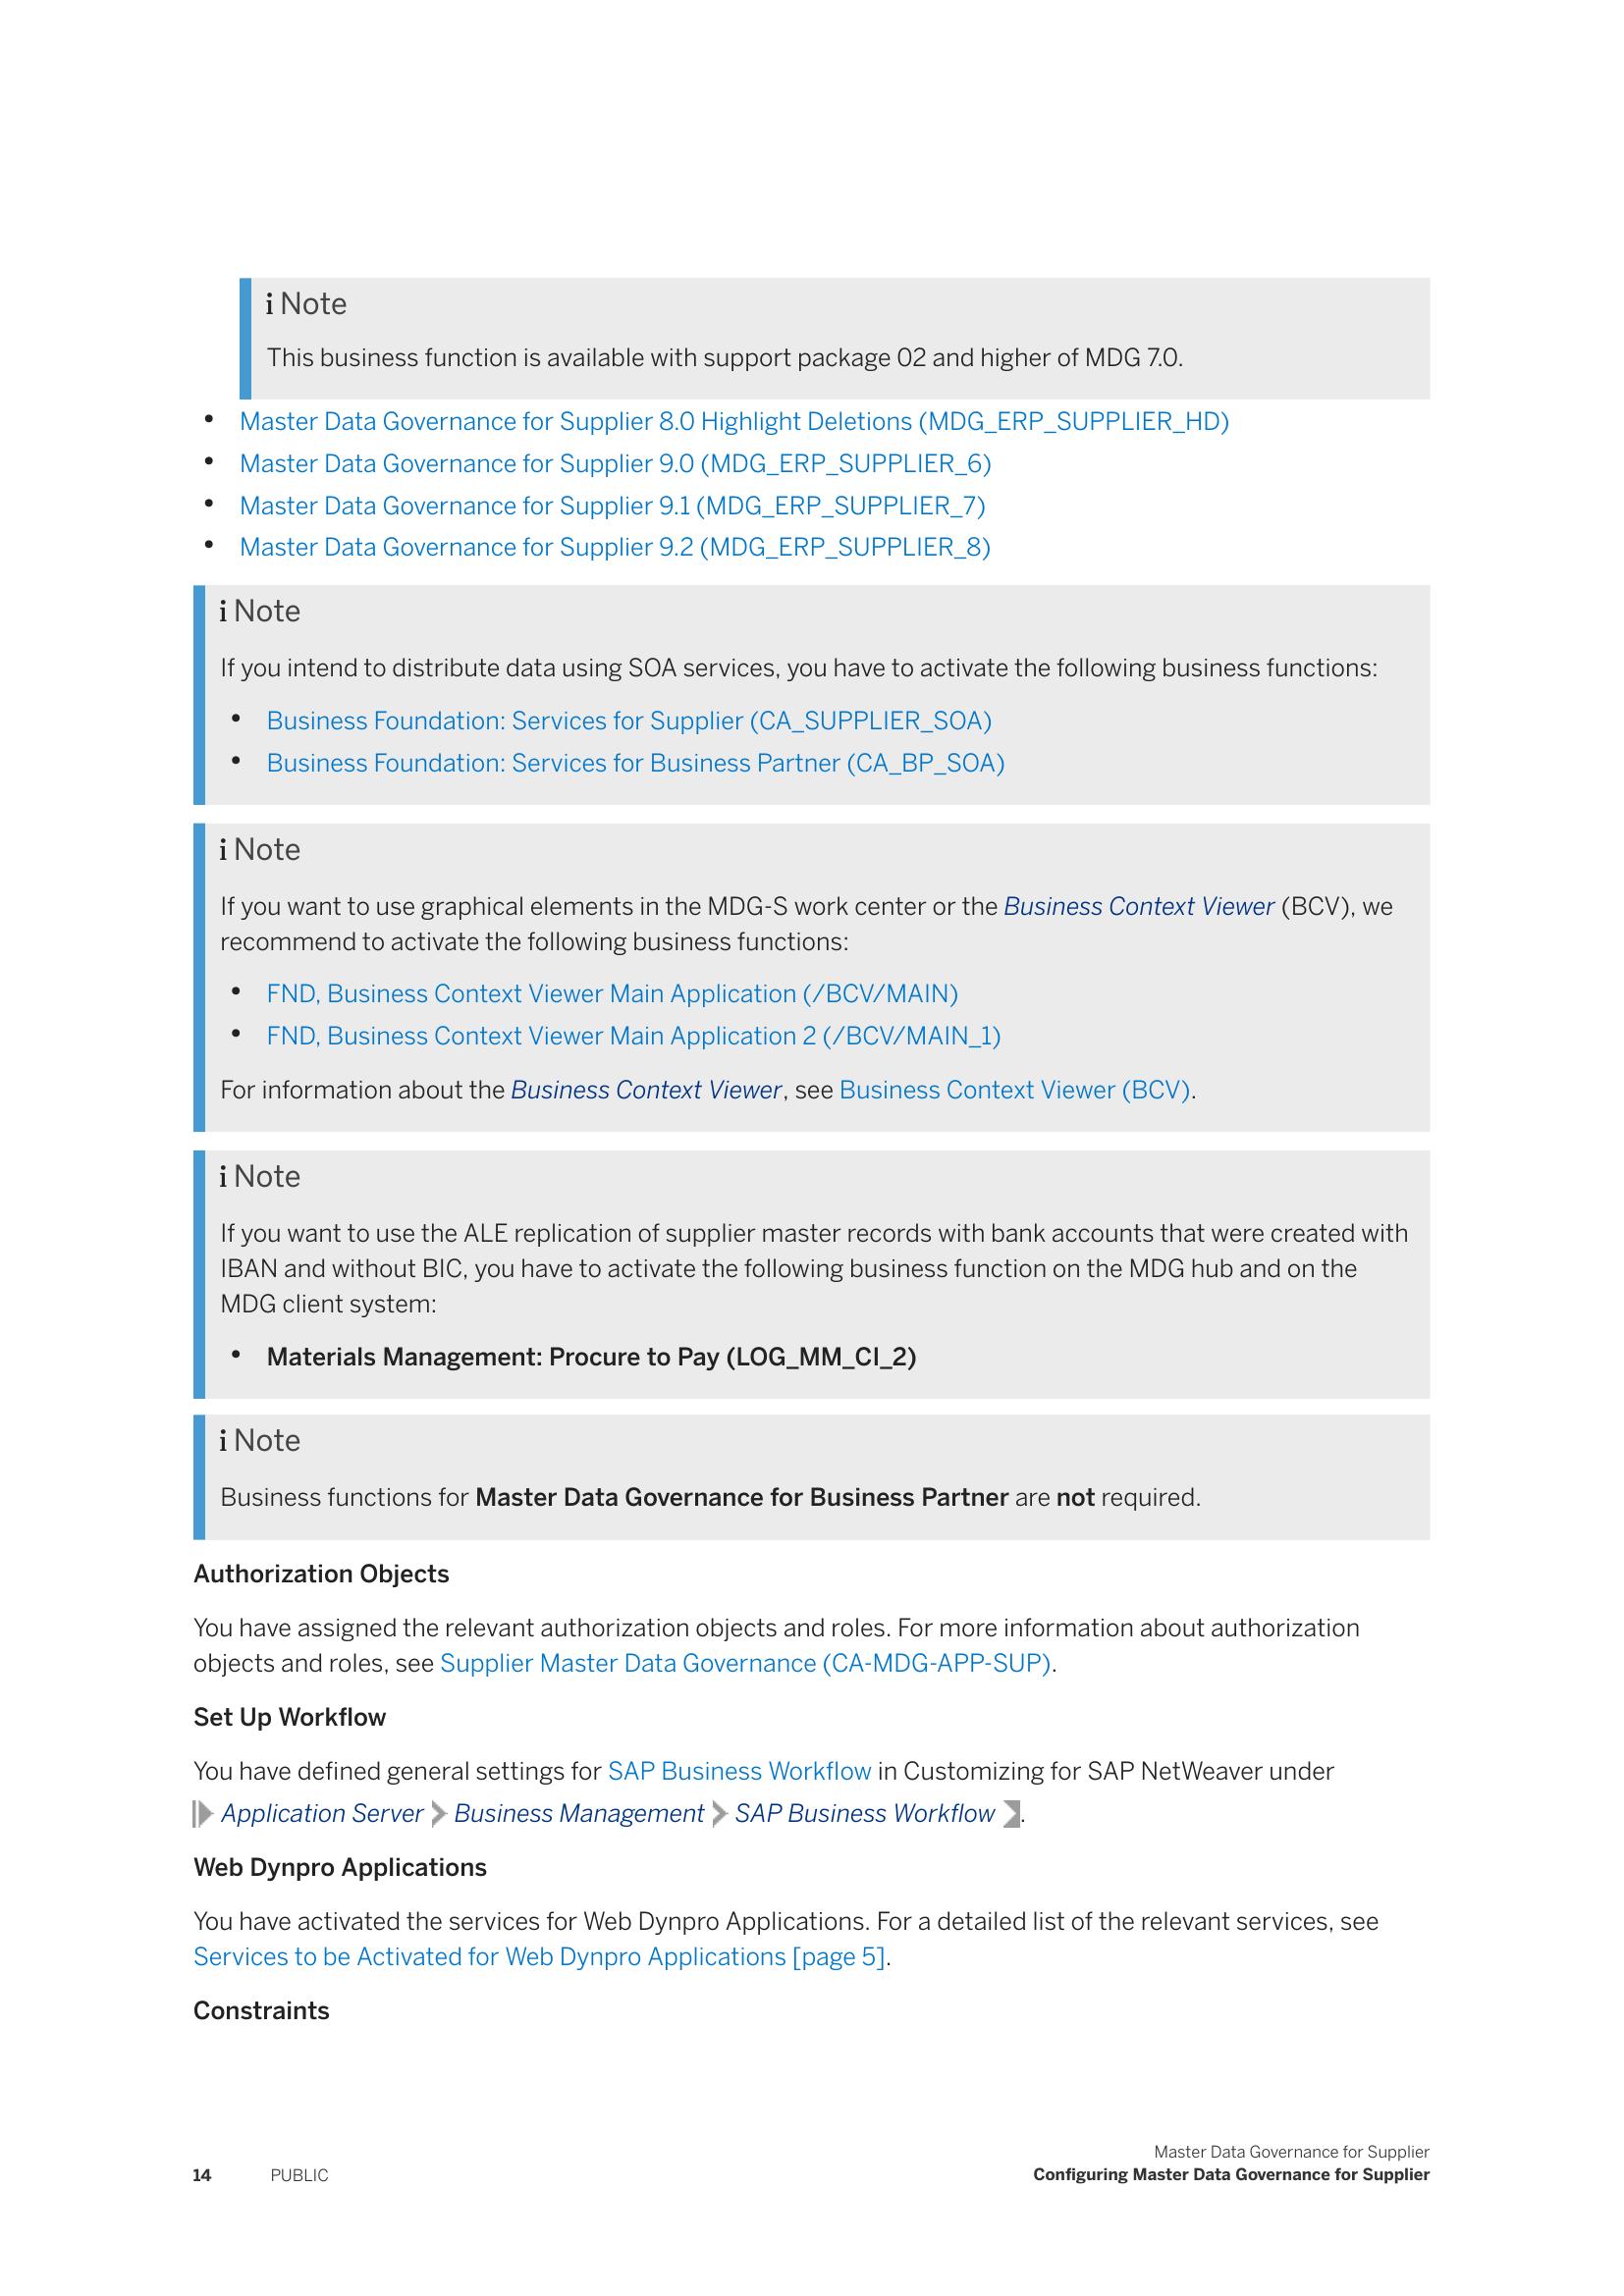 i Note
This business function is available with support package 02 and higher of MDG 7.0.
• Master Data Governance for Supplier 8.0 Highlight Deletions (MDG_ERP_SUPPLIER_HD)
• Master Data Governance for Supplier 9.0 (MDG_ERP_SUPPLIER_6)
• Master Data Governance for Supplier 9.1 (MDG_ERP_SUPPLIER_7)
• Master Data Governance for Supplier 9.2 (MDG_ERP_SUPPLIER_8)
i Note
If you intend to distribute data using SOA services, you have to activate the following business functions:
• Business Foundation: Services for Supplier (CA_SUPPLIER_SOA)
• Business Foundation: Services for Business Partner (CA_BP_SOA)
i Note
If you want to use graphical elements in the MDG-S work center or the Business Context Viewer (BCV), we
recommend to activate the following business functions:
• FND, Business Context Viewer Main Application (/BCV/MAIN)
• FND, Business Context Viewer Main Application 2 (/BCV/MAIN_1)
For information about the Business Context Viewer, see Business Context Viewer (BCV).
i Note
If you want to use the ALE replication of supplier master records with bank accounts that were created with
IBAN and without BIC, you have to activate the following business function on the MDG hub and on the
MDG client system:
• Materials Management: Procure to Pay (LOG_MM_CI_2)
i Note
Business functions for Master Data Governance for Business Partner are not required.
Authorization Objects
You have assigned the relevant authorization objects and roles. For more information about authorization
objects and roles, see Supplier Master Data Governance (CA-MDG-APP-SUP).
Set Up Workflow
You have defined general settings for SAP Business Workflow in Customizing for SAP NetWeaver under
Application Server Business Management SAP Business Workflow .
Web Dynpro Applications
You have activated the services for Web Dynpro Applications. For a detailed list of the relevant services, see
Services to be Activated for Web Dynpro Applications [page 5].
Constraints
Master Data Governance for Supplier
14 PUBLIC Configuring Master Data Governance for Supplier